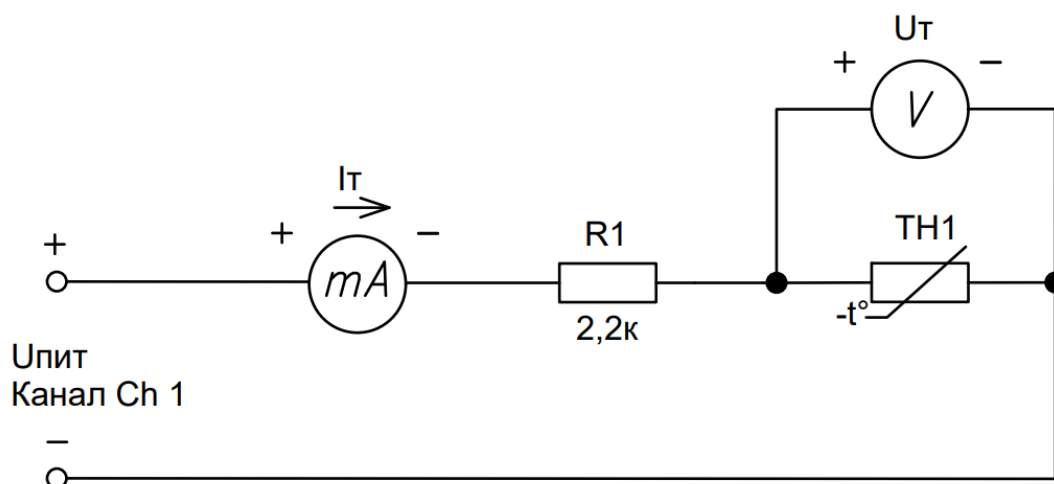 Uт
+ −
V
Iт
+ −
mA
R1
2,2к
TH1
-t°
+
Uпит
Канал Ch 1
−